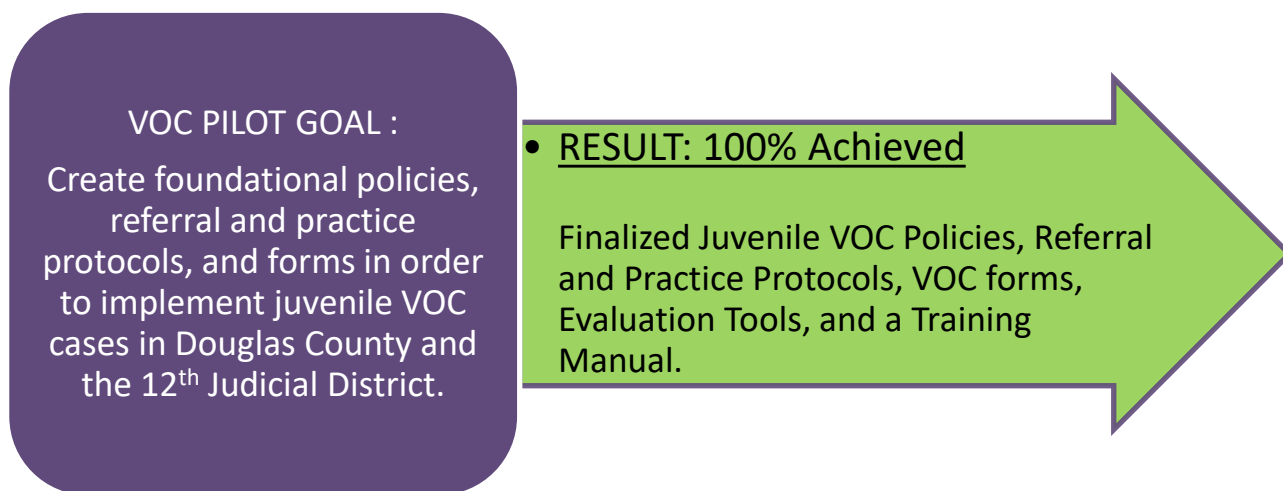 VOC PILOT GOAL :
Create foundational policies,
referral and practice
protocols, and forms in order
to implement juvenile VOC
cases in Douglas County and
the 12th Judicial District.
• RESULT: 100% Achieved
Finalized Juvenile VOC Policies, Referral
and Practice Protocols, VOC forms,
Evaluation Tools, and a Training
Manual.